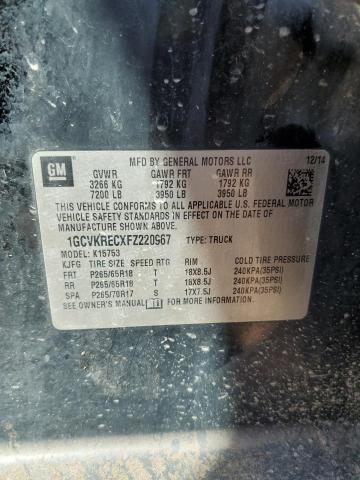 GM
MFD BY GENERAL MOTORS LLC 12/14
GVWR GAWR FRT GAWR RR
3266 KG 1792 KG 1792 KG
7200 LB 3950 LB 3950 LB
THIS VEHICLE CONFORMS TO ALL APPLICABLE U.S. FEDERAL MOTOR
VEHICLE SAFETY STANDARDS IN EFFECT ON THE DATE OF
MANUFACTURE SHOWN ABOVE.
1GCVKRECXFZ220967 TYPE: TRUCK
MODEL: K15753
KJFG TIRE SIZE SPEED RTG RIM COLD TIRE PRESSURE
FRT P265/65R18 T 18X8.5J 240KPA(35PSI)
RR P265/65R18 T 18X8.5J 240KPA(35PSI)
SPA P265/70R17 S 17X7.5J 240KPA(35PSI)
SEE OWNER'S MANUAL